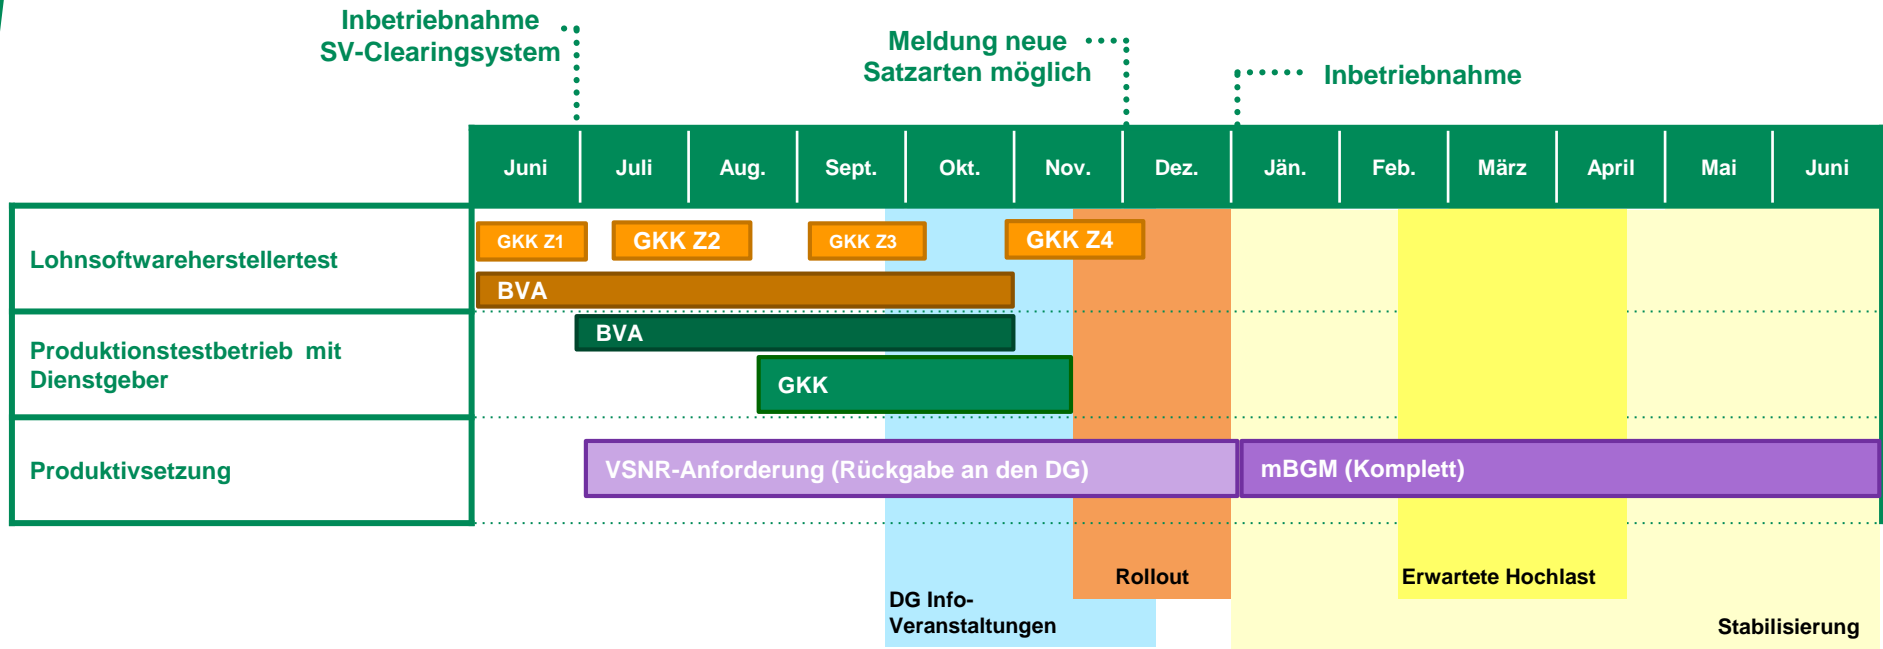 Inbetriebnahme
SV-Clearingsystem
Meldung neue
Satzarten möglich
Inbetriebnahme
Juni
Juli
Aug.
Sept.
Okt.
Nov.
Dez.
Jän.
Feb.
März
April
Mai
Juni
Lohnsoftwareherstellertest
GKK Z1
GKK Z2
GKK Z3
GKK Z4
BVA
Produktionstestbetrieb mit
Dienstgeber
BVA
GKK
Produktivsetzung
VSNR-Anforderung (Rückgabe an den DG)
mBGM (Komplett)
Rollout
Erwartete Hochlast
DG Info-
Veranstaltungen
Stabilisierung